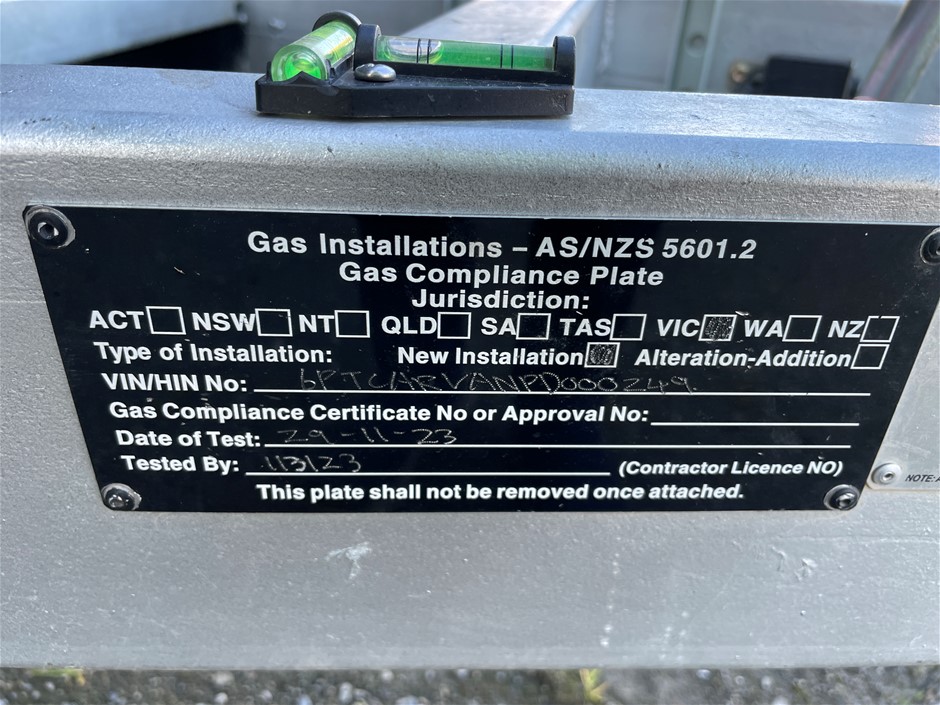 Gas Installations – AS/NZS 5601.2
Gas Compliance Plate
Jurisdiction:
ACT NSW NT QLD SA TAS VIC WA NZ
Type of Installation: New Installation Alteration-Addition
VIN/HIN No: 6PTCARVANPD000249
Gas Compliance Certificate No or Approval No:
Date of Test: 29-11-23
Tested By: 113123 (Contractor Licence NO)
This plate shall not be removed once attached.
NOTE:
PT